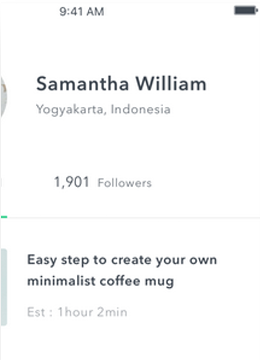 9:41 AM
Samantha William
Yogyakarta, Indonesia
1,901 Followers
Easy step to create your own
minimalist coffee mug
Est : 1hour 2min